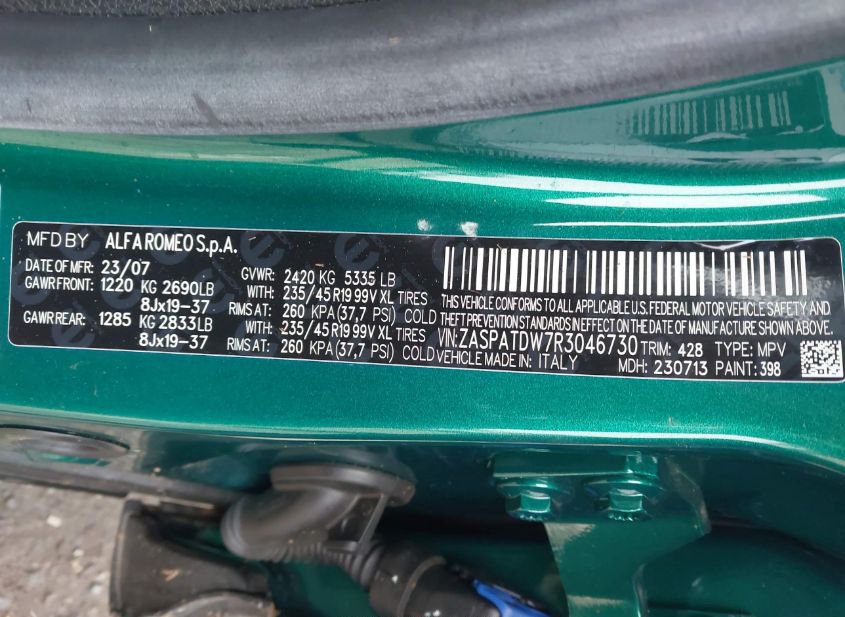 MFD BY ALFA ROMEO S.p.A.
DATE OF MFR: 23/07 GVWR: 2420 KG 5335 LB
GAWR FRONT: 1220 KG 2690LB WITH: 235/45 R19 99V XL TIRES
8Jx19-37 RIMS AT: 260 KPA (37,7 PSI) COLD
GAWR REAR: 1285 KG 2833LB WITH: 235/45 R19 99V XL TIRES
8Jx19-37 RIMS AT: 260 KPA (37,7 PSI) COLD
THIS VEHICLE CONFORMS TO ALL APPLICABLE U.S. FEDERAL MOTOR VEHICLE SAFETY AND
THEFT PREVENTION STANDARDS IN EFFECT ON THE DATE OF MANUFACTURE SHOWN ABOVE.
VIN: ZASPATDW7R3046730 TRIM: 428 TYPE: MPV
VEHICLE MADE IN: ITALY MDH: 230713 PAINT: 398